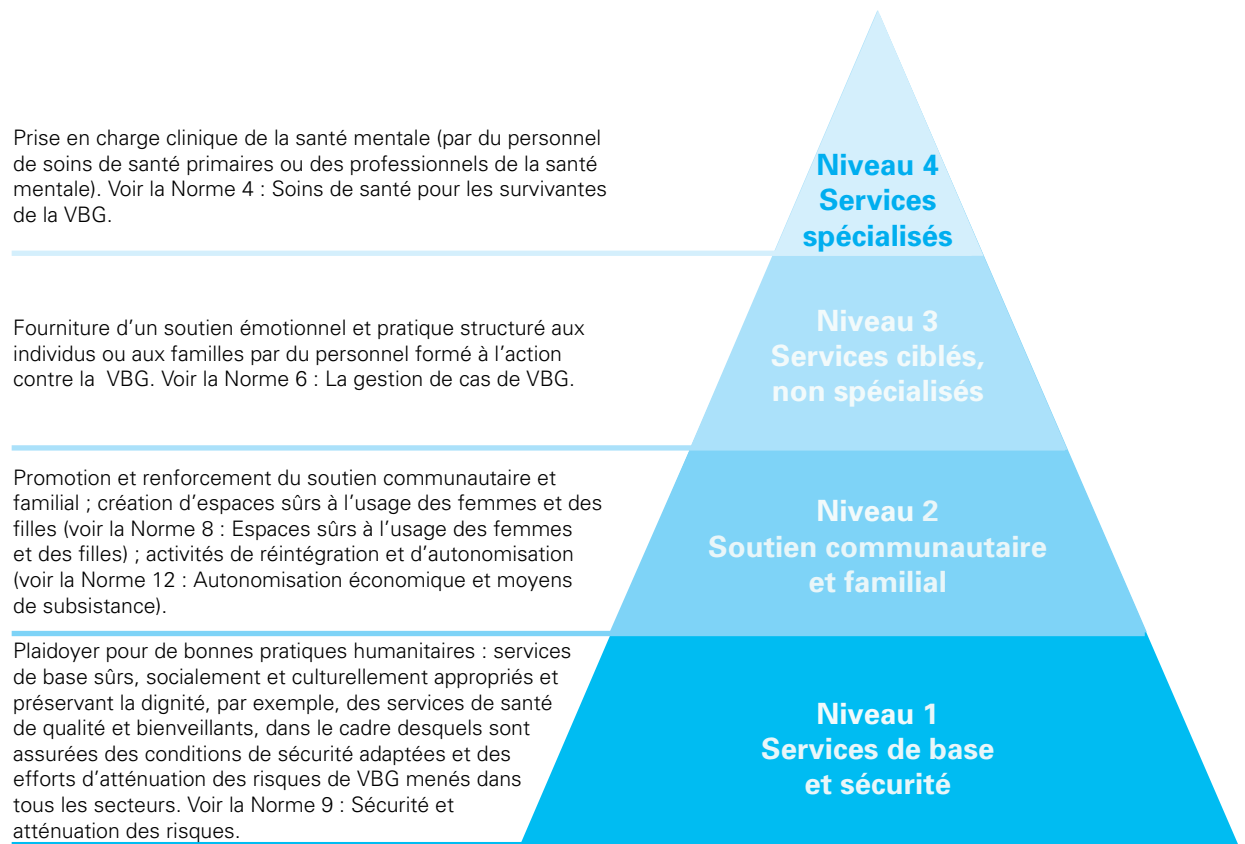 Prise en charge clinique de la santé mentale (par du personnel
de soins de santé primaires ou des professionnels de la santé
mentale). Voir la Norme 4 : Soins de santé pour les survivantes
de la VBG.
Niveau 4
Services
spécialisés
Fourniture d’un soutien émotionnel et pratique structuré aux
individus ou aux familles par du personnel formé à l’action
contre la  VBG. Voir la Norme 6 : La gestion de cas de VBG.
Niveau 3
Services ciblés,
non spécialisés
Promotion et renforcement du soutien communautaire et
familial ; création d’espaces sûrs à l’usage des femmes et des
filles (voir la Norme 8 : Espaces sûrs à l’usage des femmes
et des filles) ; activités de réintégration et d’autonomisation
(voir la Norme 12 : Autonomisation économique et moyens
de subsistance).
Niveau 2
Soutien communautaire
et familial
Plaidoyer pour de bonnes pratiques humanitaires : services
de base sûrs, socialement et culturellement appropriés et
préservant la dignité, par exemple, des services de santé
de qualité et bienveillants, dans le cadre desquels sont
assurées des conditions de sécurité adaptées et des
efforts d’atténuation des risques de VBG menés dans
tous les secteurs. Voir la Norme 9 : Sécurité et
atténuation des risques.
Niveau 1
Services de base
et sécurité